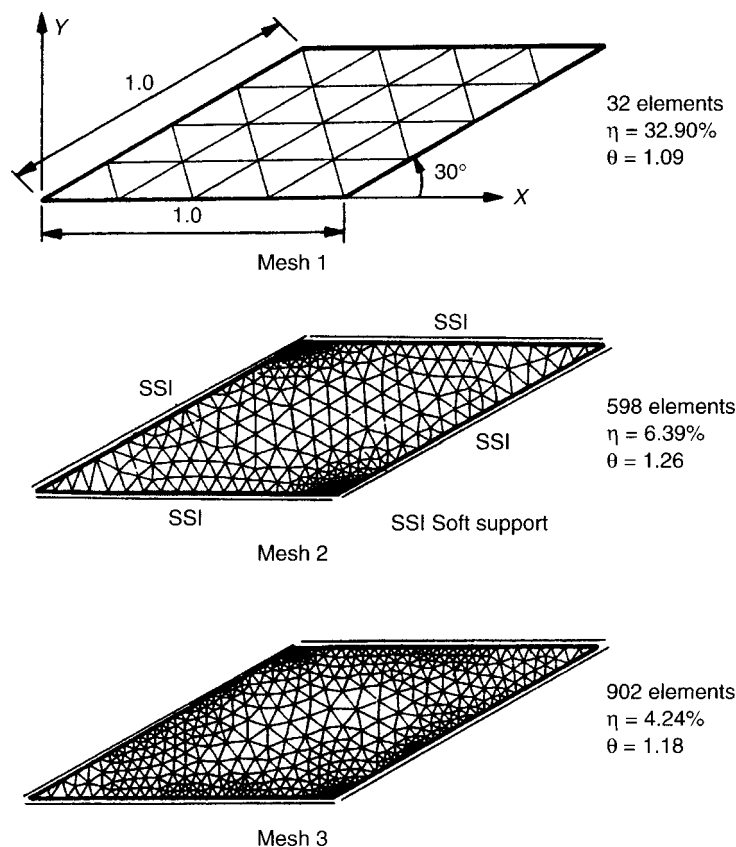 Y
1.0
32 elements
η = 32.90%
θ = 1.09
30°
X
1.0
Mesh 1
SSI
SSI
598 elements
η = 6.39%
θ = 1.26
SSI
SSI
SSI Soft support
Mesh 2
902 elements
η = 4.24%
θ = 1.18
Mesh 3